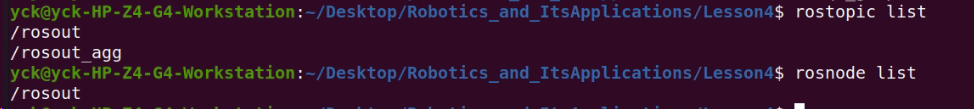 yck@yck-HP-Z4-G4-Workstation:~/Desktop/Robotics_and_ItsApplications/Lesson4$ rostopic list
/rosout
/rosout_agg
yck@yck-HP-Z4-G4-Workstation:~/Desktop/Robotics_and_ItsApplications/Lesson4$ rosnode list
/rosout